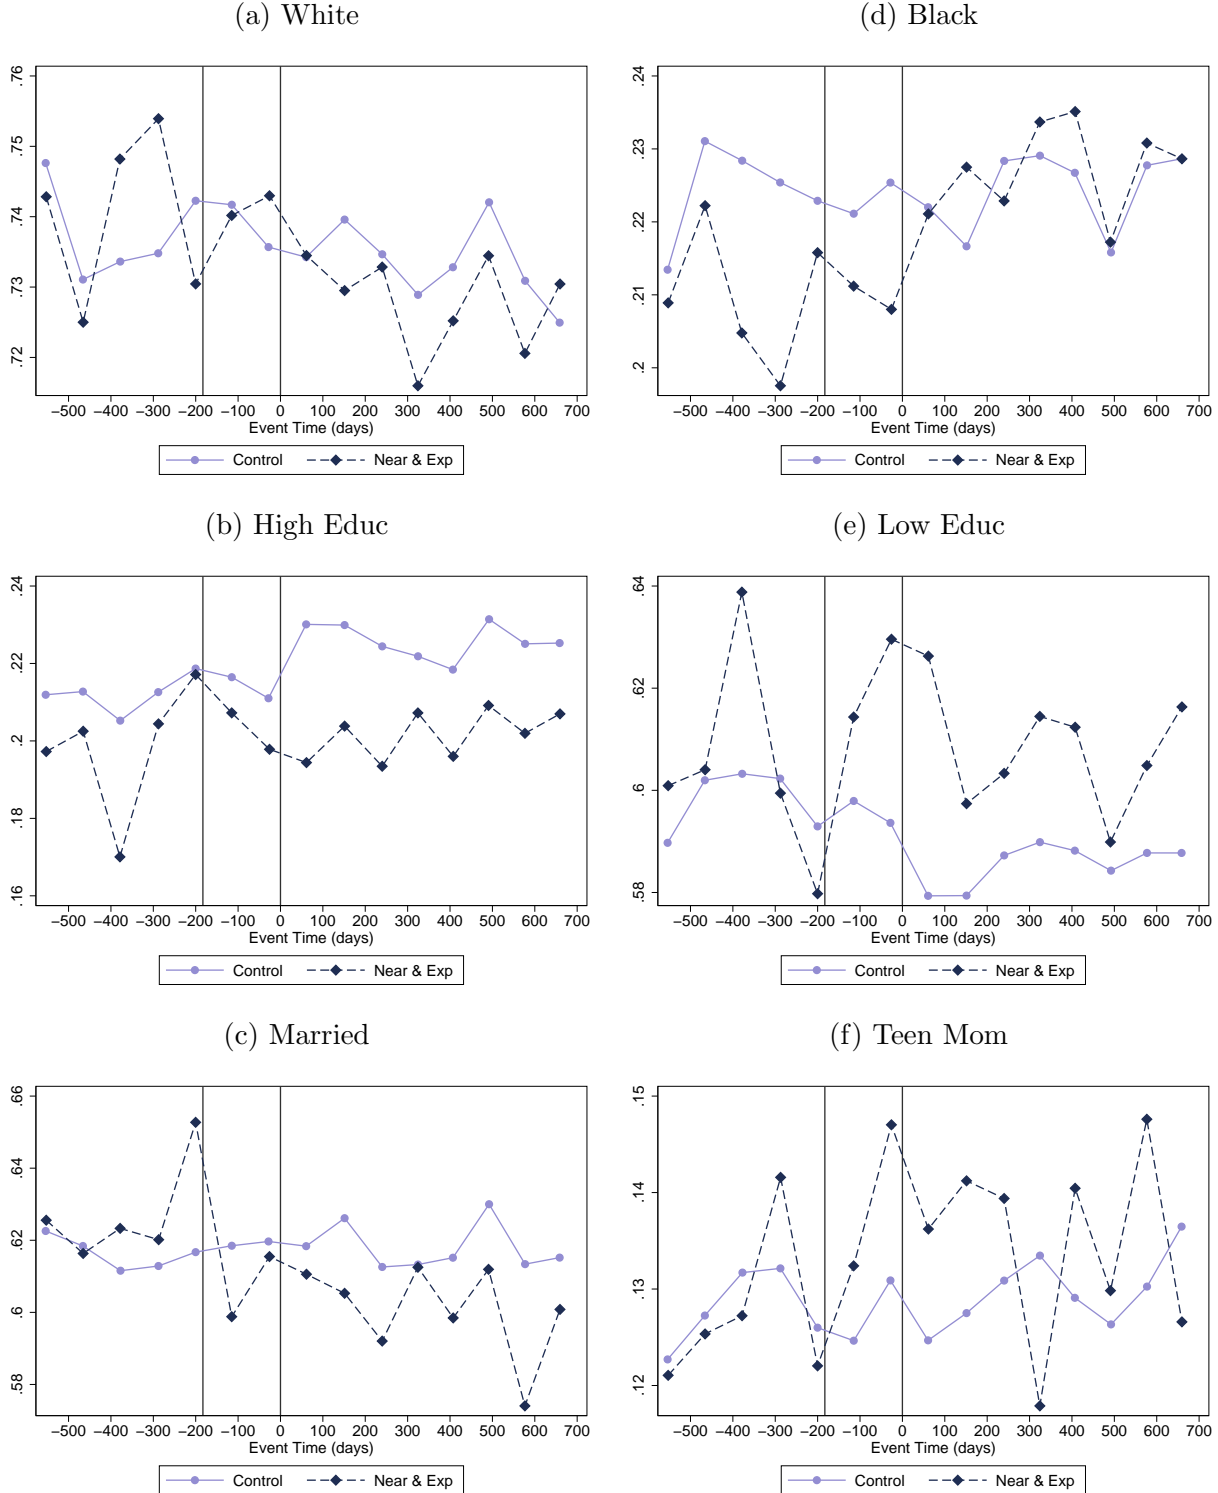 (a) White
.76
.75
.74
.73
.72
−500 −400 −300 −200 −100 0 100 200 300 400 500 600 700
Event Time (days)
Control Near & Exp
(d) Black
.24
.23
.22
.21
.2
−500 −400 −300 −200 −100 0 100 200 300 400 500 600 700
Event Time (days)
Control Near & Exp
(b) High Educ
.24
.22
.2
.18
.16
−500 −400 −300 −200 −100 0 100 200 300 400 500 600 700
Event Time (days)
Control Near & Exp
(e) Low Educ
.64
.62
.6
.58
−500 −400 −300 −200 −100 0 100 200 300 400 500 600 700
Event Time (days)
Control Near & Exp
(c) Married
.66
.64
.62
.6
.58
−500 −400 −300 −200 −100 0 100 200 300 400 500 600 700
Event Time (days)
Control Near & Exp
(f) Teen Mom
.15
.14
.13
.12
−500 −400 −300 −200 −100 0 100 200 300 400 500 600 700
Event Time (days)
Control Near & Exp